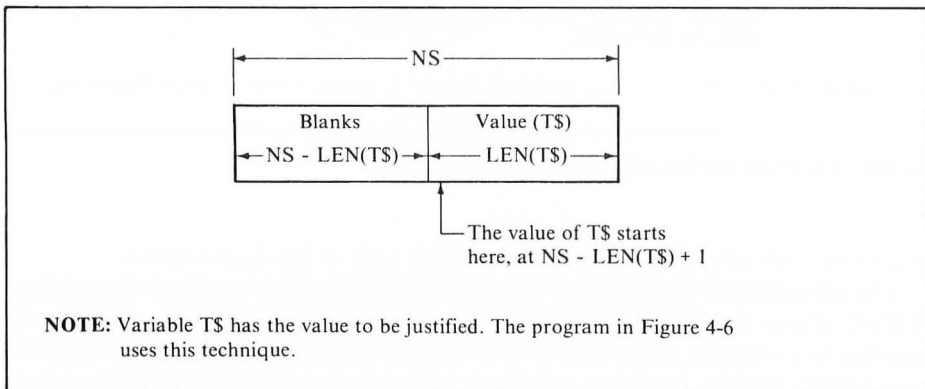 NS
Blanks Value (T$)
NS - LEN(T$) LEN(T$)
The value of T$ starts
here, at NS - LEN(T$) + 1
NOTE: Variable T$ has the value to be justified. The program in Figure 4-6
uses this technique.